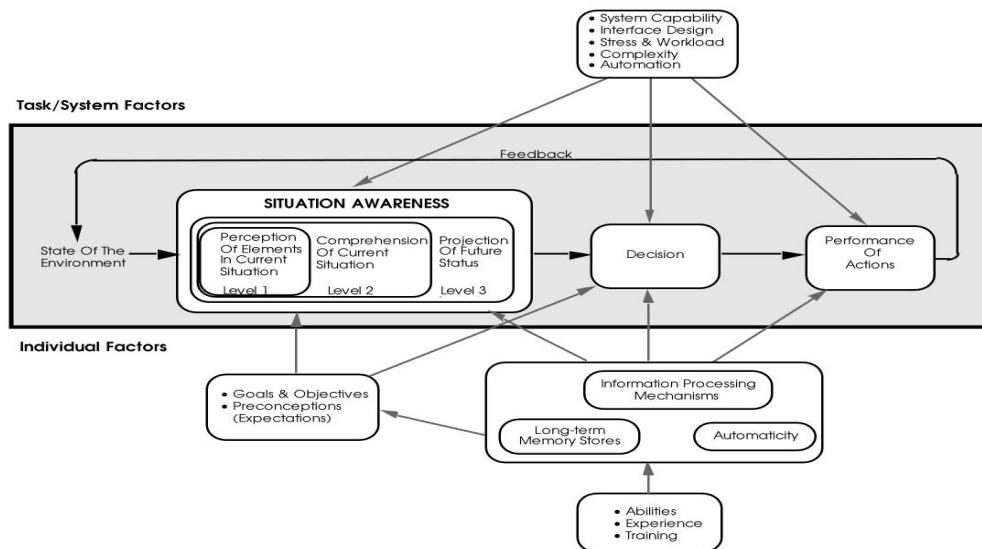 • System Capability
• Interface Design
• Stress & Workload
• Complexity
• Automation
Task/System Factors
Feedback
SITUATION AWARENESS
State Of The
Environment
Perception
Of Elements
In Current
Situation
Level 1
Comprehension
Of Current
Situation
Level 2
Projection
Of Future
Status
Level 3
Decision
Performance
Of
Actions
Individual Factors
• Goals & Objectives
• Preconceptions
(Expectations)
Information Processing
Mechanisms
Long-term
Memory Stores
Automaticity
• Abilities
• Experience
• Training